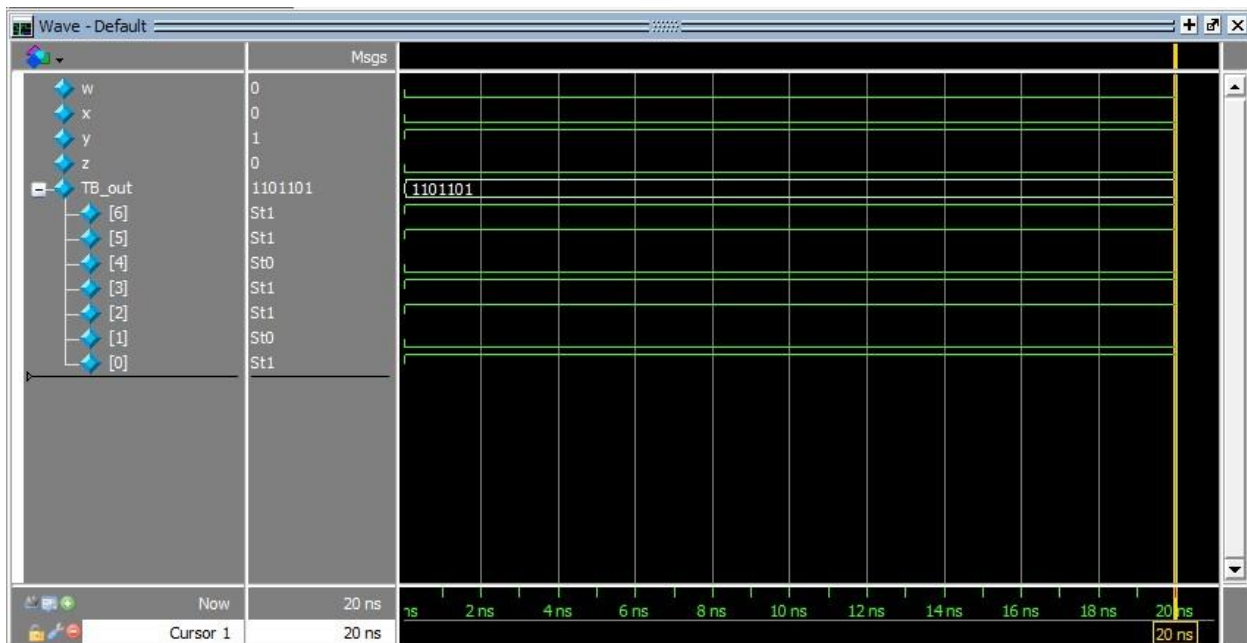 Wave - Default
Msgs
w 0
x 0
y 1
z 0
TB_out 1101101 1101101
[6] St1
[5] St1
[4] St0
[3] St1
[2] St1
[1] St0
[0] St1
Now 20 ns ns 2 ns 4 ns 6 ns 8 ns 10 ns 12 ns 14 ns 16 ns 18 ns 20 ns
Cursor 1 20 ns 20 ns